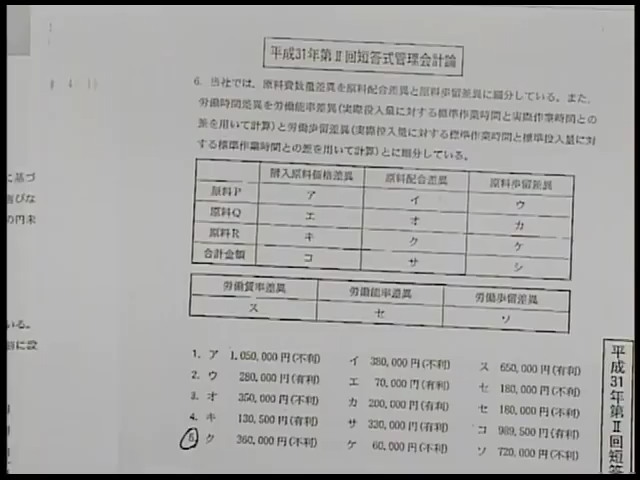 平成31年第Ⅱ回短答式管理会計論
6. 当社では、原料費数量差異を原料配合差異と原料歩留差異に細分している。また、
労働時間差異を労働能率差異(実際投入量に対する標準作業時間と実際作業時間との
差を用いて計算)と労働歩留差異(実際投入量に対する標準作業時間と標準投入量に対
する標準作業時間との差を用いて計算)とに細分している。
購入原料価格差異 原料配合差異 原料歩留差異
原料P ア イ ウ
原料Q エ オ カ
原料R キ ク ケ
合計金額 コ サ シ
労働賃率差異 労働能率差異 労働歩留差異
ス セ ソ
1. ア 1,050,000円(不利) イ 380,000円(不利) ス 650,000円(有利)
2. ウ 280,000円(有利) エ 70,000円(有利) セ 180,000円(不利)
3. オ 350,000円(不利) カ 200,000円(有利) セ 180,000円(不利)
4. キ 130,500円(有利) サ 330,000円(有利) コ 989,500円(有利)
5. ク 360,000円(不利) ケ 60,000円(不利) ソ 720,000円(不利)
に基づ
の円未
いる。
平成31年第Ⅱ回短答